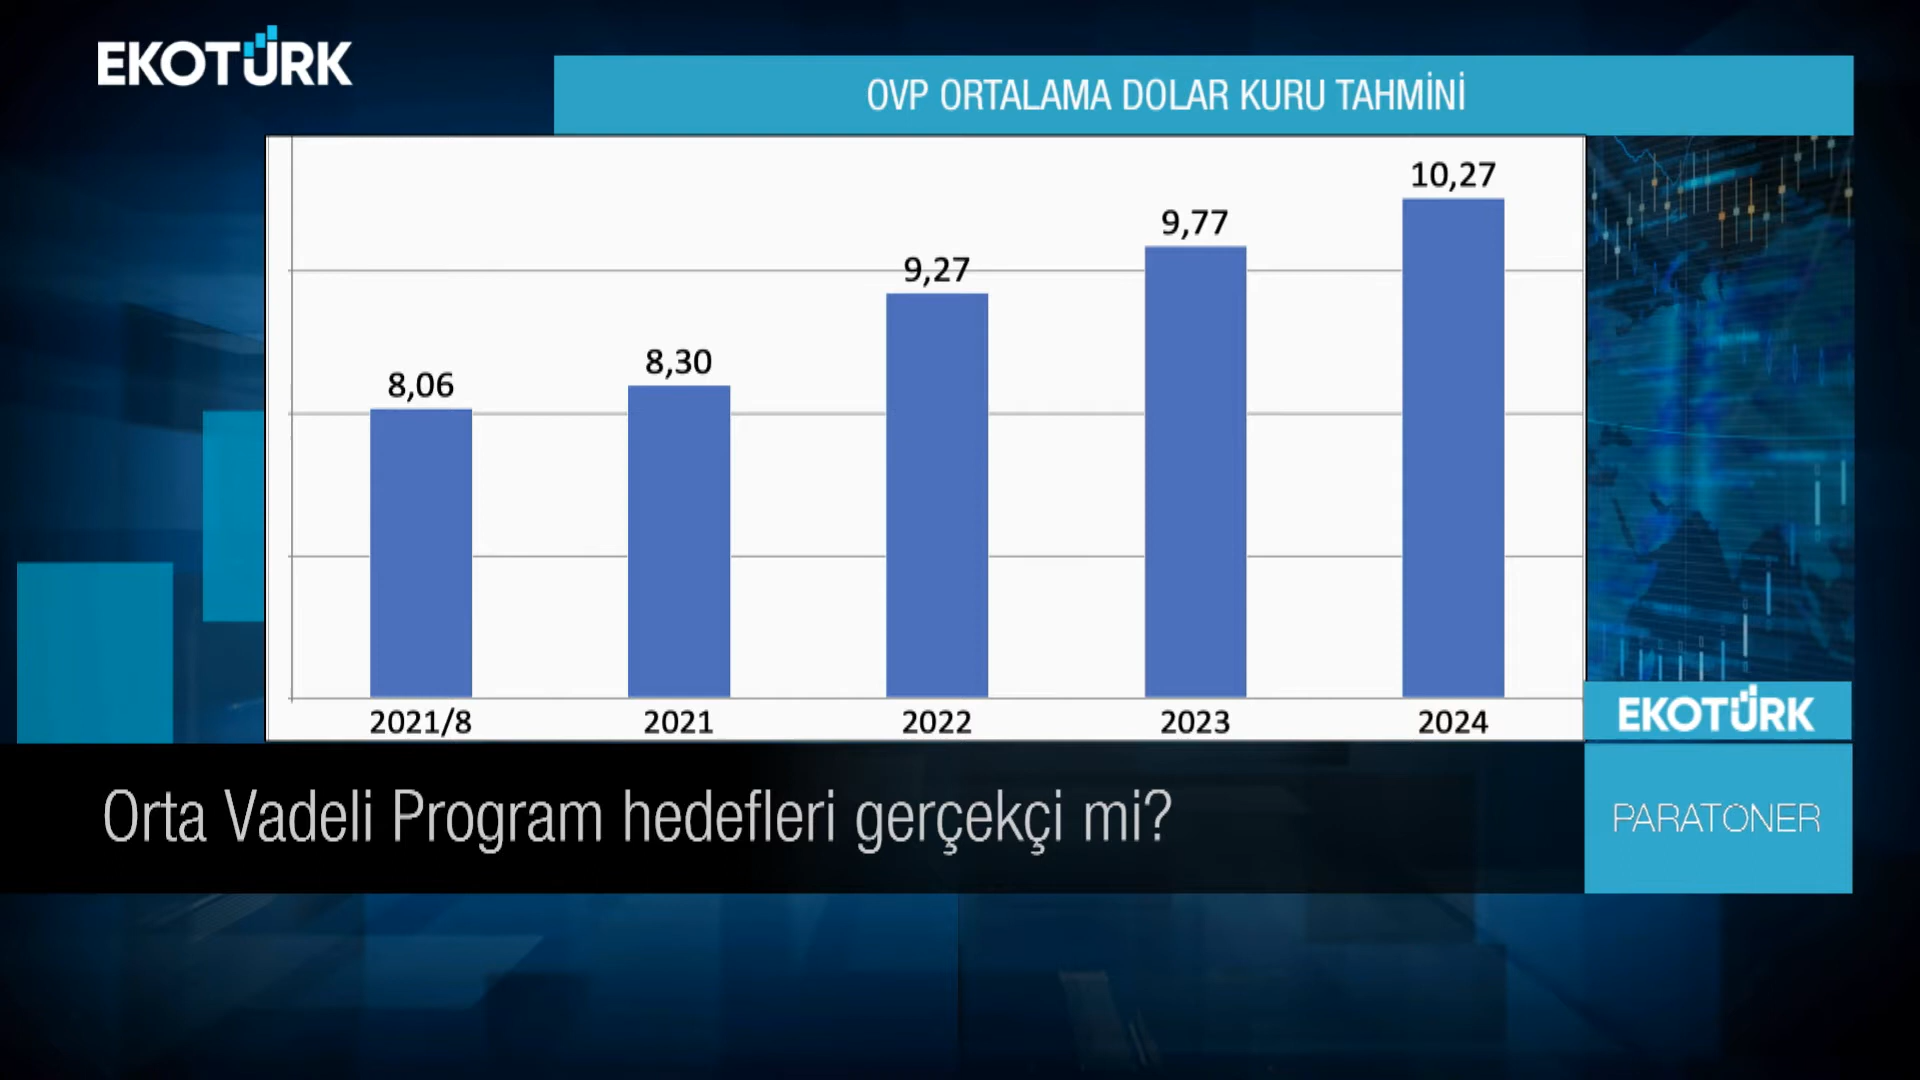 EKOTÜRK
OVP ORTALAMA DOLAR KURU TAHMİNİ
10,27
9,77
9,27
8,30
8,06
2021/8 2021 2022 2023 2024
EKOTÜRK
Orta Vadeli Program hedefleri gerçekçi mi?
PARATONER